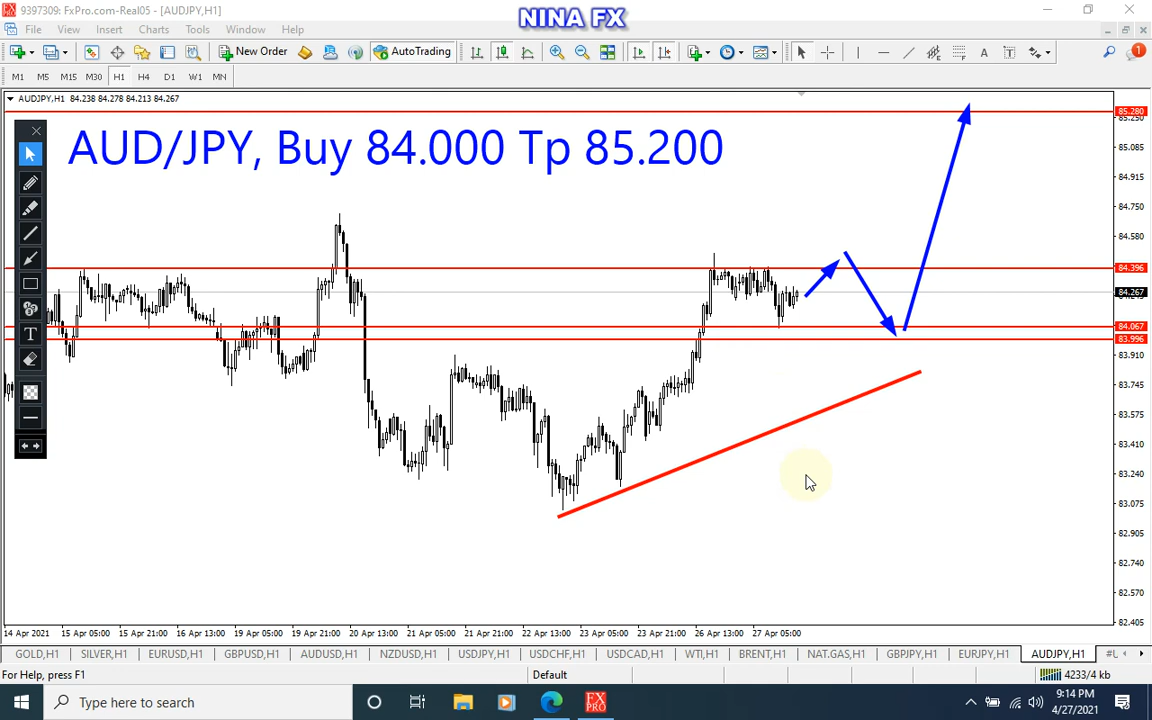 9397309: FxPro.com-Real05 - [AUDJPY,H1]
NINA FX
File View Insert Charts Tools Window Help
New Order AutoTrading A T 1
M1 M5 M15 M30 H1 H4 D1 W1 MN
AUDJPY,H1 84.238 84.278 84.213 84.267
AUD/JPY, Buy 84.000 Tp 85.200
T
85.280
85.250
85.085
84.915
84.750
84.580
84.396
84.267
84.067
83.996
83.910
83.745
83.575
83.410
83.240
83.075
82.905
82.740
82.570
82.405
14 Apr 2021 15 Apr 05:00 15 Apr 21:00 16 Apr 13:00 19 Apr 05:00 19 Apr 21:00 20 Apr 13:00 21 Apr 05:00 21 Apr 21:00 22 Apr 13:00 23 Apr 05:00 23 Apr 21:00 26 Apr 13:00 27 Apr 05:00
GOLD,H1 SILVER,H1 EURUSD,H1 GBPUSD,H1 AUDUSD,H1 NZDUSD,H1 USDJPY,H1 USDCHF,H1 USDCAD,H1 WTI,H1 BRENT,H1 NAT.GAS,H1 GBPJPY,H1 EURJPY,H1 AUDJPY,H1
For Help, press F1 Default 4233/4 kb
Type here to search FX PRO 9:14 PM
4/27/2021